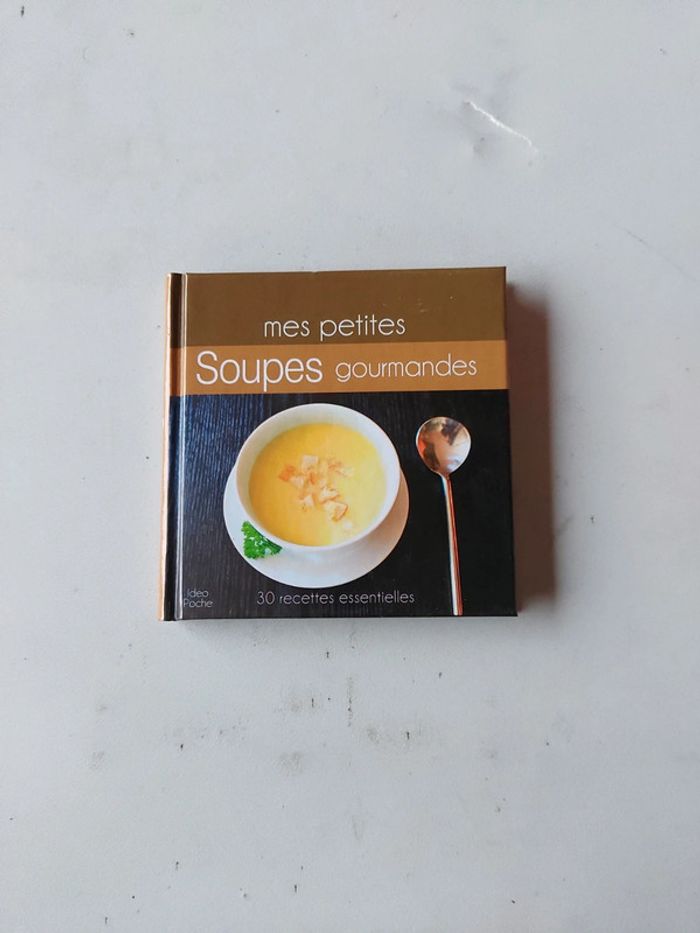 mes petites
Soupes gourmandes
30 recettes essentielles
Ideo
Poche